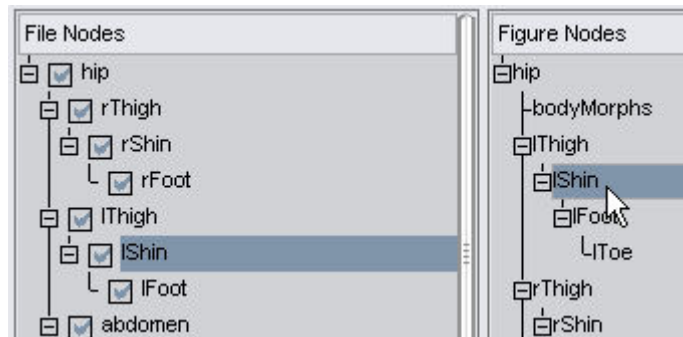 File Nodes
hip
rThigh
rShin
rFoot
lThigh
lShin
lFoot
abdomen
Figure Nodes
hip
bodyMorphs
lThigh
lShin
lFoot
lToe
rThigh
rShin